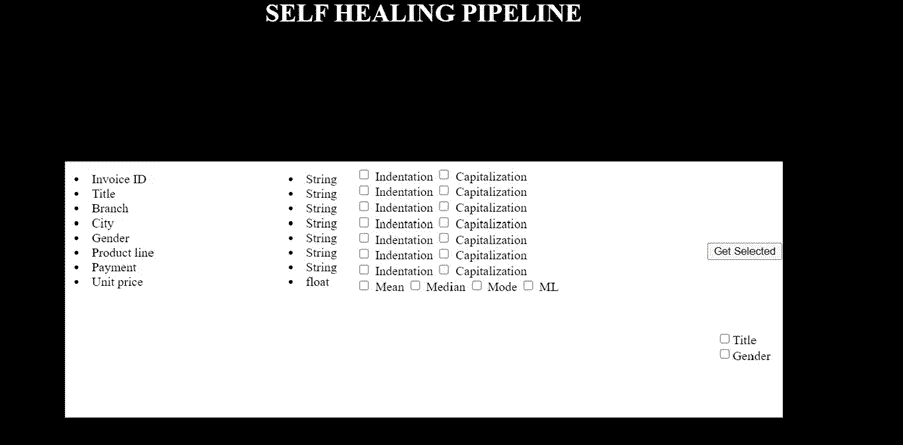 SELF HEALING PIPELINE
Invoice ID String Indentation Capitalization
Title String Indentation Capitalization
Branch String Indentation Capitalization
City String Indentation Capitalization
Gender String Indentation Capitalization
Product line String Indentation Capitalization
Payment String Indentation Capitalization
Unit price float Mean Median Mode ML
Get Selected
Title
Gender